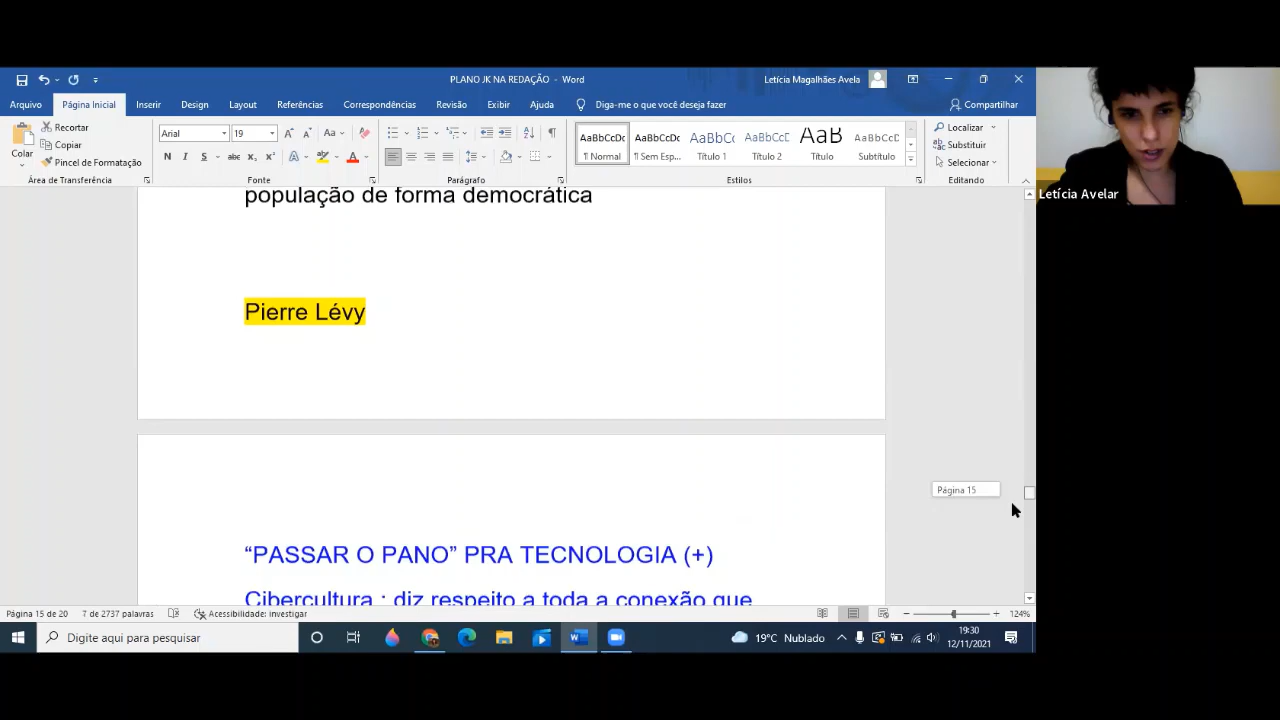 PLANO JK NA REDAÇÃO - Word
Letícia Magalhães Avela
Arquivo
Página Inicial
Inserir
Design
Layout
Referências
Correspondências
Revisão
Exibir
Ajuda
Diga-me o que você deseja fazer
Compartilhar
Colar
Recortar
Copiar
Pincel de Formatação
Área de Transferência
Arial
19
Aa
N I S abc x₂ x²
Fonte
Parágrafo
AaBbCcDc
¶ Normal
AaBbCcDc
¶ Sem Esp...
AaBbCc
Título 1
AaBbCcC
Título 2
AaB
Título
AaBbCcD
Subtítulo
Estilos
Localizar
Substituir
Selecionar
Editando
Letícia Avelar
população de forma democrática
Pierre Lévy
Página 15
“PASSAR O PANO” PRA TECNOLOGIA (+)
Cibercultura : diz respeito a toda a conexão que
Página 15 de 20
7 de 2737 palavras
Acessibilidade: investigar
124%
Digite aqui para pesquisar
19°C Nublado
19:30
12/11/2021